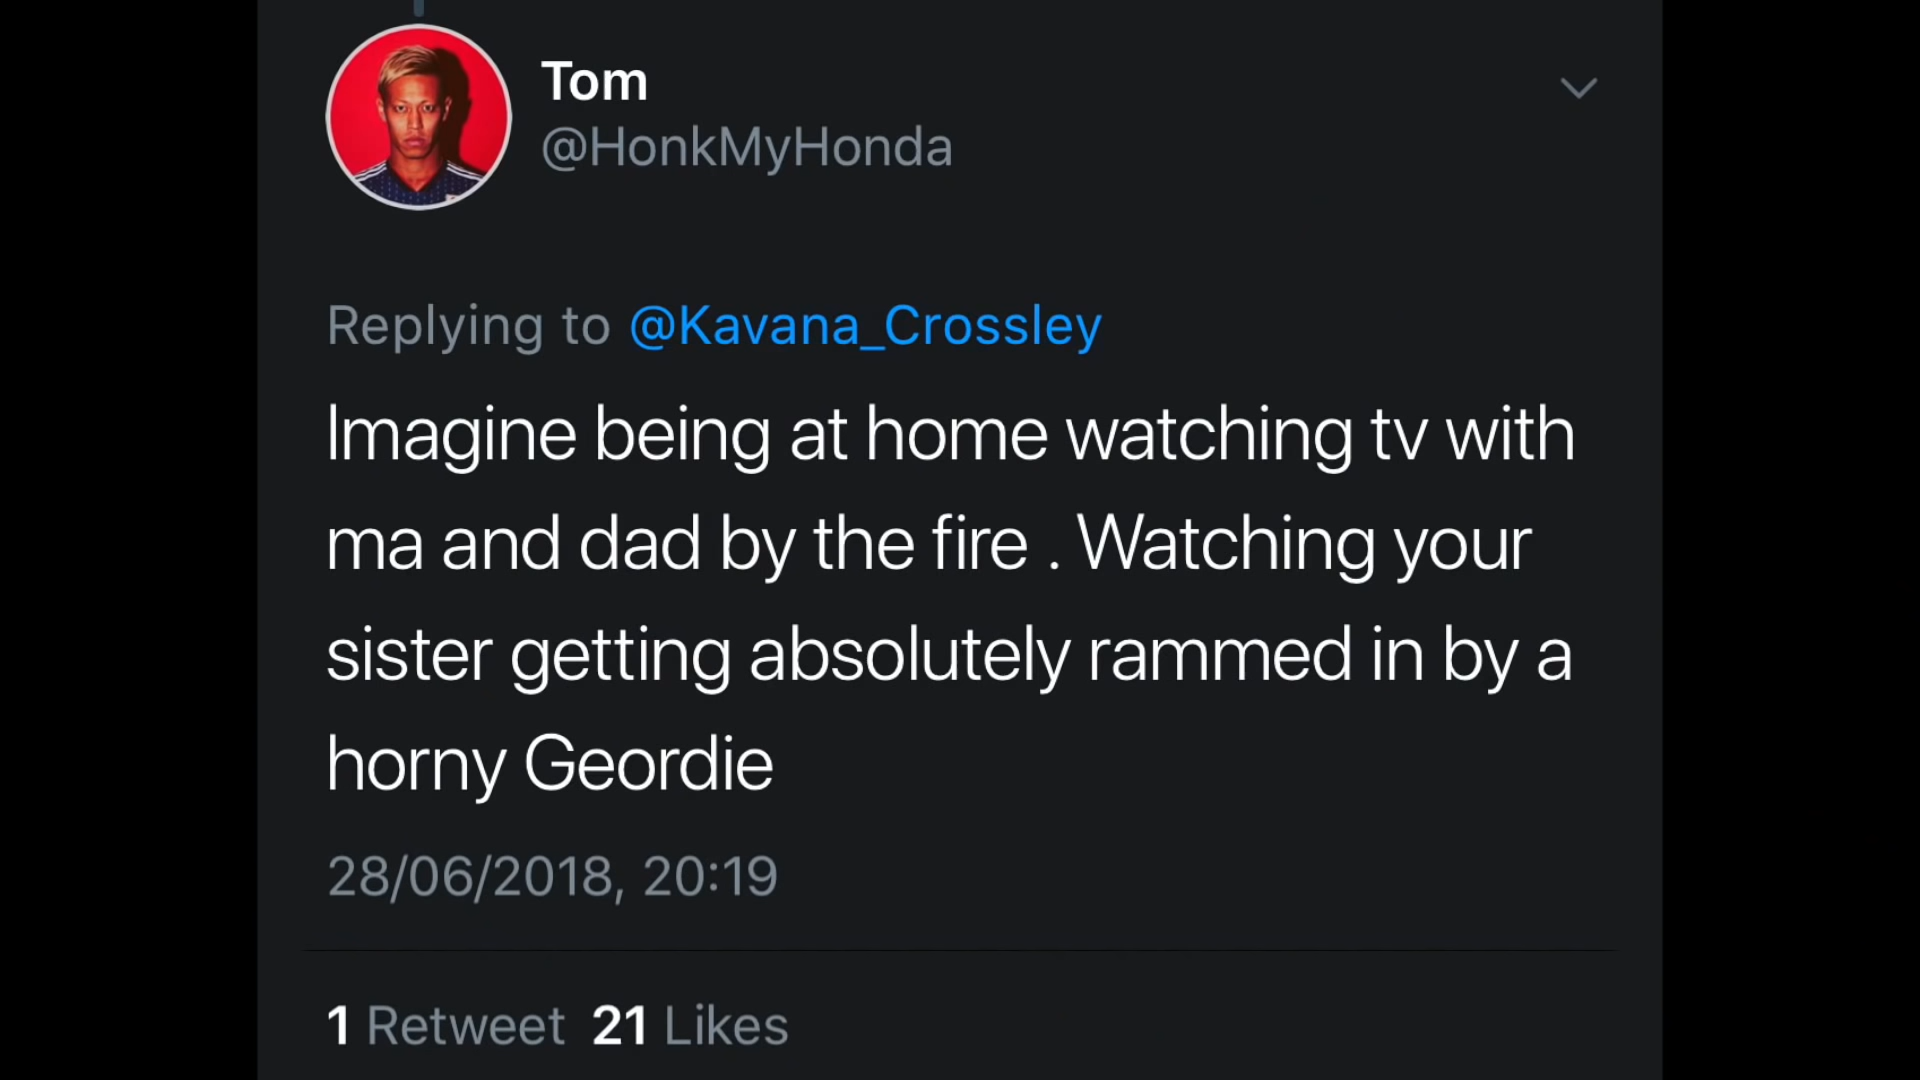 Tom
@HonkMyHonda
Replying to @Kavana_Crossley
Imagine being at home watching tv with
ma and dad by the fire . Watching your
sister getting absolutely rammed in by a
horny Geordie
28/06/2018, 20:19
1 Retweet 21 Likes